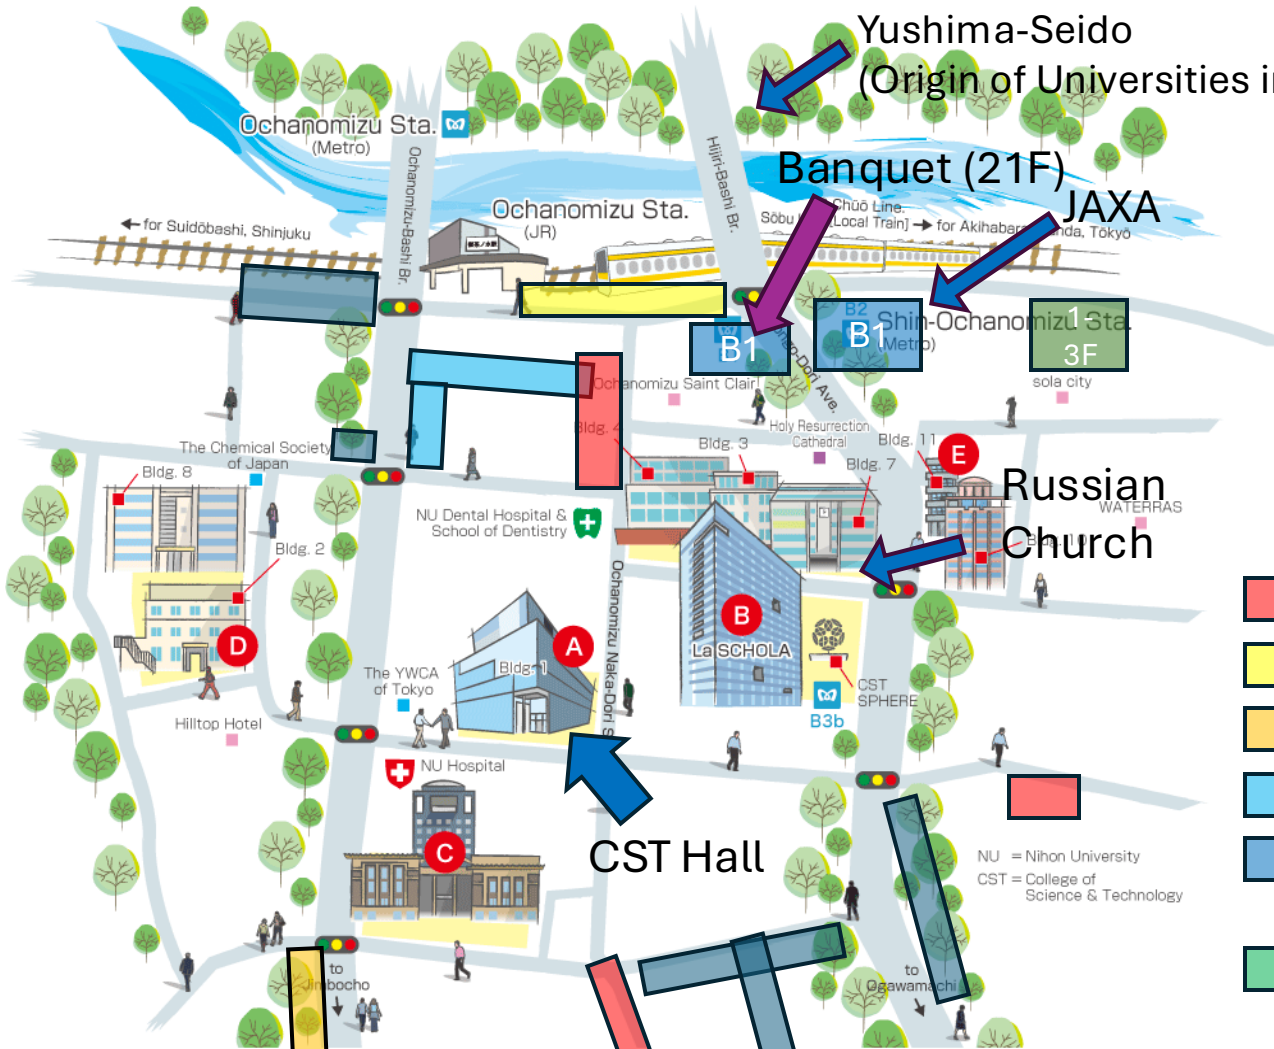 Yushima-Seido
(Origin of Universities i
Ochanomizu Sta.
(Metro)
Ochanomizu-Bashi Br.
Hijiri-Bashi Br.
Banquet (21F)
JAXA
Ochanomizu Sta.
(JR)
Chūō Line.
Sōbu
[Local Train]
for Akihabara
nda, Tōkyō
for Suidōbashi, Shinjuku
B2
B1
B1
Shin-Ochanomizu Sta.
(Metro)
1-
3F
Dori Ave.
Ochanomizu Saint Clair
sola city
Holy Resurrection
Cathedral
Bldg. 4
Bldg. 3
Bldg. 7
Bldg. 11
E
The Chemical Society
of Japan
Bldg. 8
Russian
Church
WATERRAS
Bldg. 10
NU Dental Hospital &
School of Dentistry
Bldg. 2
Ochanomizu Naka-Dori S
D
A
Bldg. 1
B
La SCHOLA
The YWCA
of Tokyo
CST
SPHERE
B3b
Hilltop Hotel
NU Hospital
C
CST Hall
NU = Nihon University
CST = College of
Science & Technology
to
Jimbocho
to
Ogawamachi